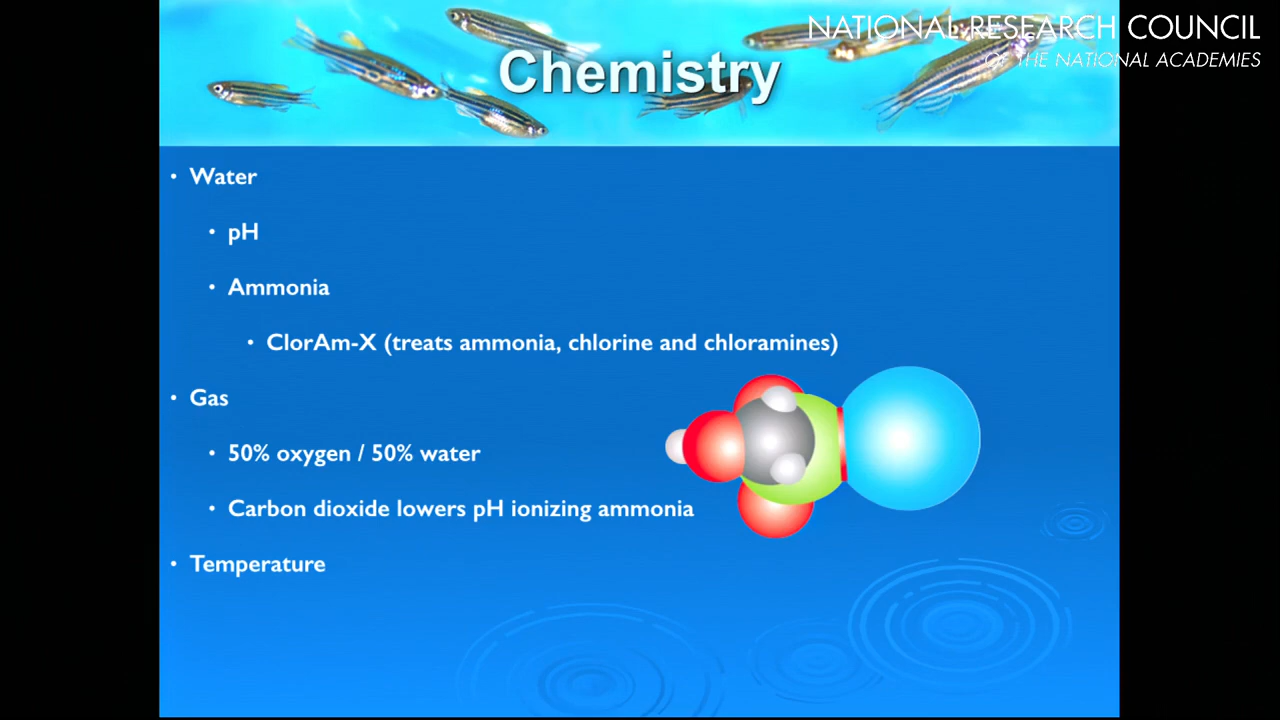 NATIONAL RESEARCH COUNCIL
OF THE NATIONAL ACADEMIES
Chemistry
• Water
• pH
• Ammonia
• ClorAm-X (treats ammonia, chlorine and chloramines)
• Gas
• 50% oxygen / 50% water
• Carbon dioxide lowers pH ionizing ammonia
• Temperature